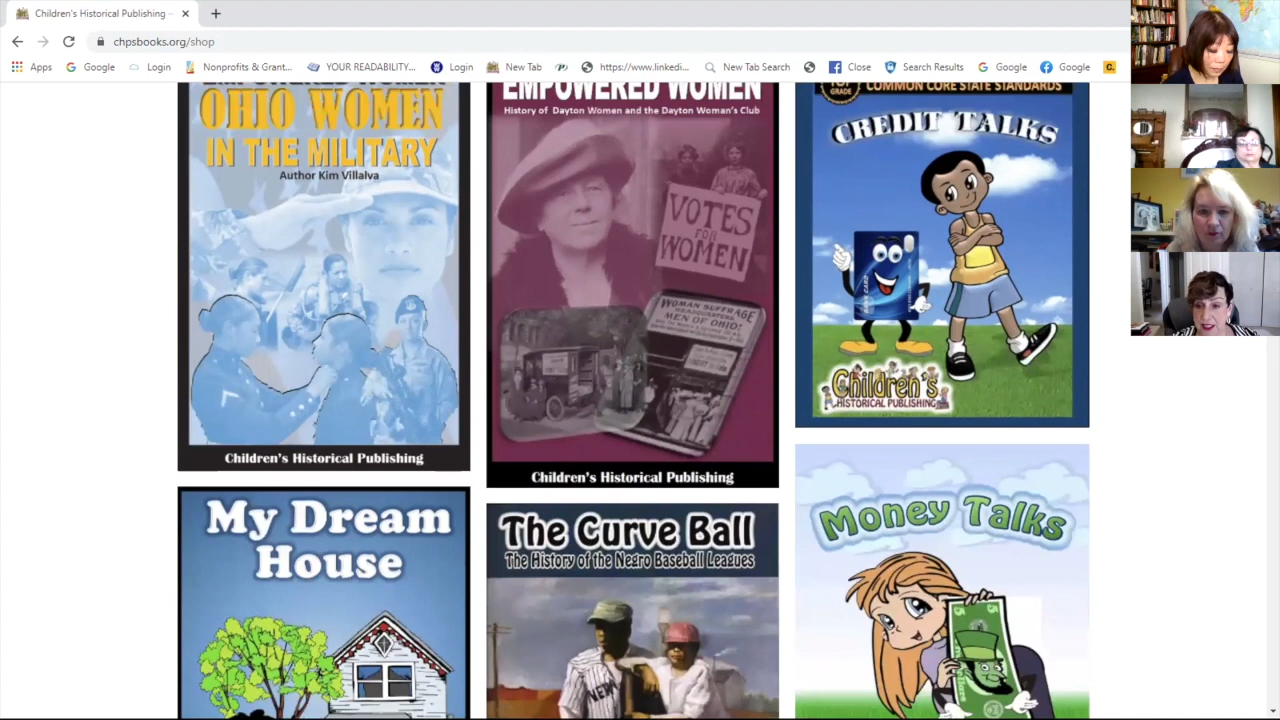 Children's Historical Publishing –
chpsbooks.org/shop
Apps
Google
Login
Nonprofits & Grant...
YOUR READABILITY...
Login
New Tab
https://www.linkedi...
New Tab Search
Close
Search Results
Google
Google
OHIO WOMEN
IN THE MILITARY
Author Kim Villalva
Children's Historical Publishing
EMPOWERED WOMEN
History of Dayton Women and the Dayton Woman's Club
VOTES
FOR
WOMEN
WOMAN SUFFRAGE
HEADQUARTERS
MEN OF OHIO!
Children's Historical Publishing
GRADE
COMMON CORE STATE STANDARDS
CREDIT TALKS
Children's
HISTORICAL PUBLISHING
My Dream
House
The Curve Ball
The History of the Negro Baseball Leagues
NEW
Money Talks